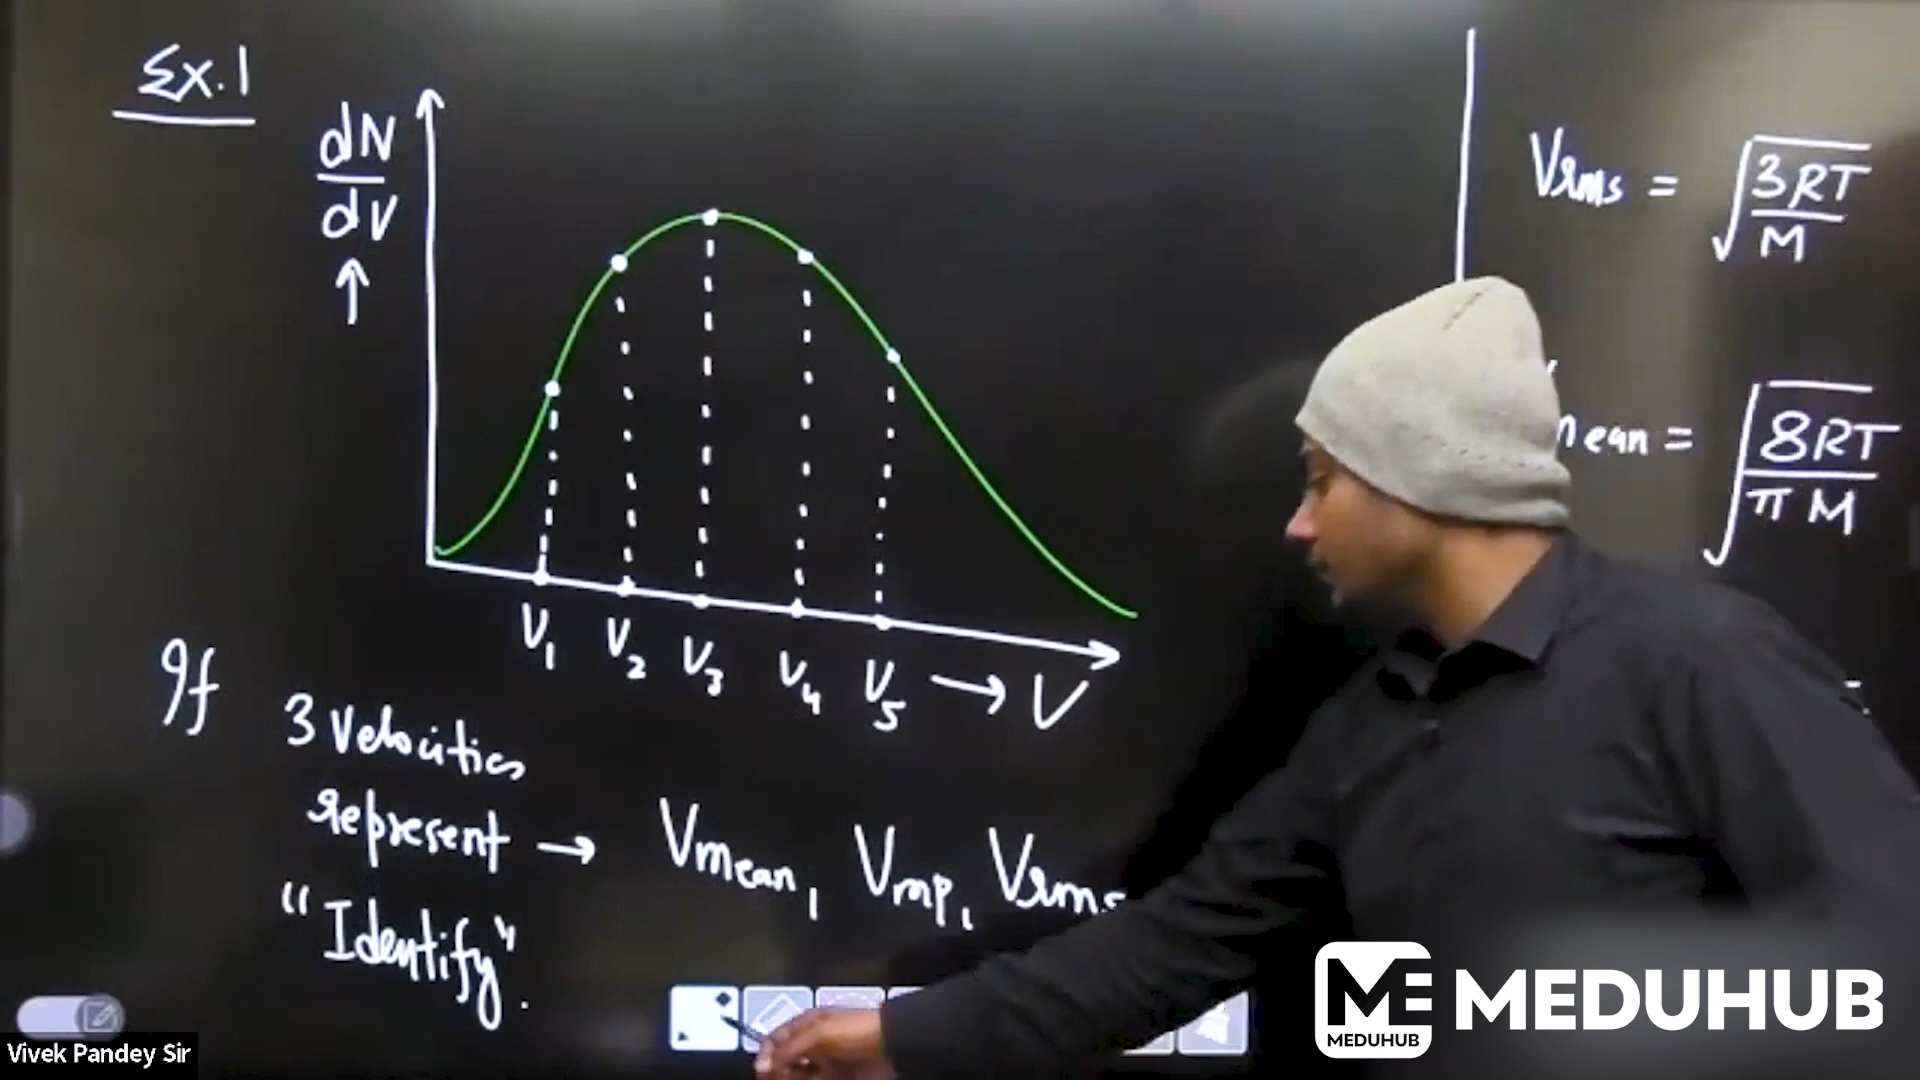 Ex.1
dN
dV
↑
V1 V2 V3 V4 V5 → V
If 3 velocities
represent → Vmean, Vmp, Vrms
"Identify".
Vrms = √3RT/M
mean = √8RT/πM
Vivek Pandey Sir
ME
MEDUHUB
MEDUHUB